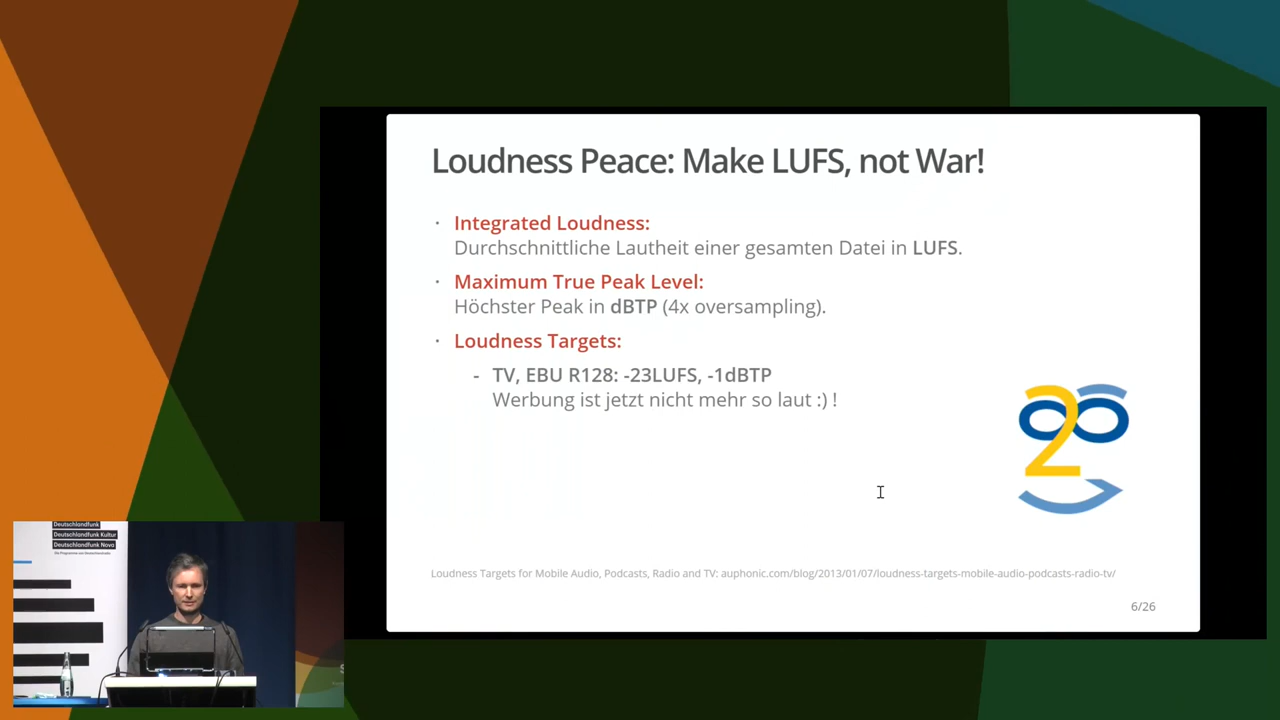 Loudness Peace: Make LUFS, not War!
· Integrated Loudness:
Durchschnittliche Lautheit einer gesamten Datei in LUFS.
· Maximum True Peak Level:
Höchster Peak in dBTP (4x oversampling).
· Loudness Targets:
- TV, EBU R128: -23LUFS, -1dBTP
Werbung ist jetzt nicht mehr so laut :) !
Loudness Targets for Mobile Audio, Podcasts, Radio and TV: auphonic.com/blog/2013/01/07/loudness-targets-mobile-audio-podcasts-radio-tv/
6/26
Deutschlandfunk
Deutschlandfunk Kultur
Deutschlandfunk Nova